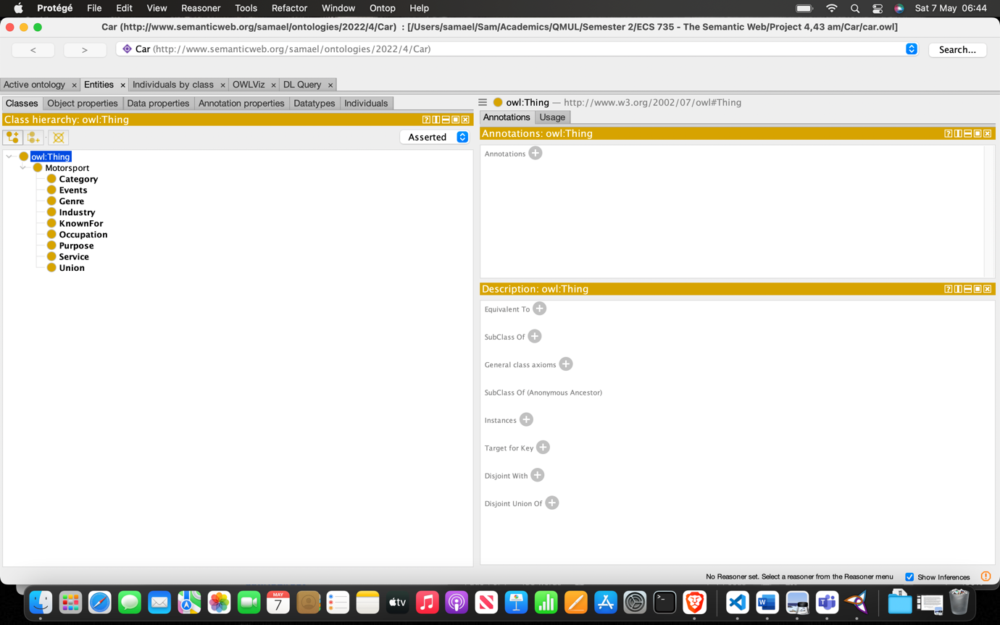 Protégé File Edit View Reasoner Tools Refactor Window Ontop Help Sat 7 May 06:44
Car (http://www.semanticweb.org/samael/ontologies/2022/4/Car) : [/Users/samael/Sam/Academics/QMUL/Semester 2/ECS 735 - The Semantic Web/Project 4,43 am/Car/car.owl]
< > Car (http://www.semanticweb.org/samael/ontologies/2022/4/Car) Search...
Active ontology × Entities × Individuals by class × OWLViz × DL Query ×
Classes Object properties Data properties Annotation properties Datatypes Individuals
Class hierarchy: owl:Thing
Asserted
owl:Thing
Motorsport
Category
Events
Genre
Industry
KnownFor
Occupation
Purpose
Service
Union
owl:Thing — http://www.w3.org/2002/07/owl#Thing
Annotations Usage
Annotations: owl:Thing
Annotations
Description: owl:Thing
Equivalent To
SubClass Of
General class axioms
SubClass Of (Anonymous Ancestor)
Instances
Target for Key
Disjoint With
Disjoint Union Of
No Reasoner set. Select a reasoner from the Reasoner menu Show Inferences
MAY
7
tv